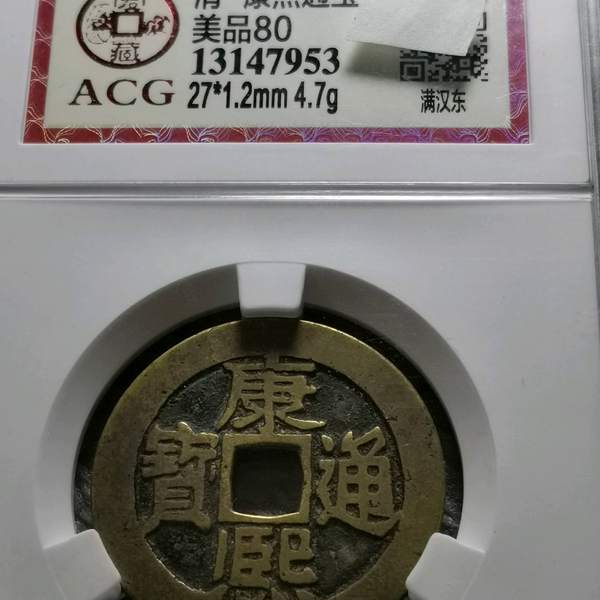 清 康熙通宝
美品80
13147953
27*1.2mm 4.7g
藏
ACG
满汉东
康熙通寶